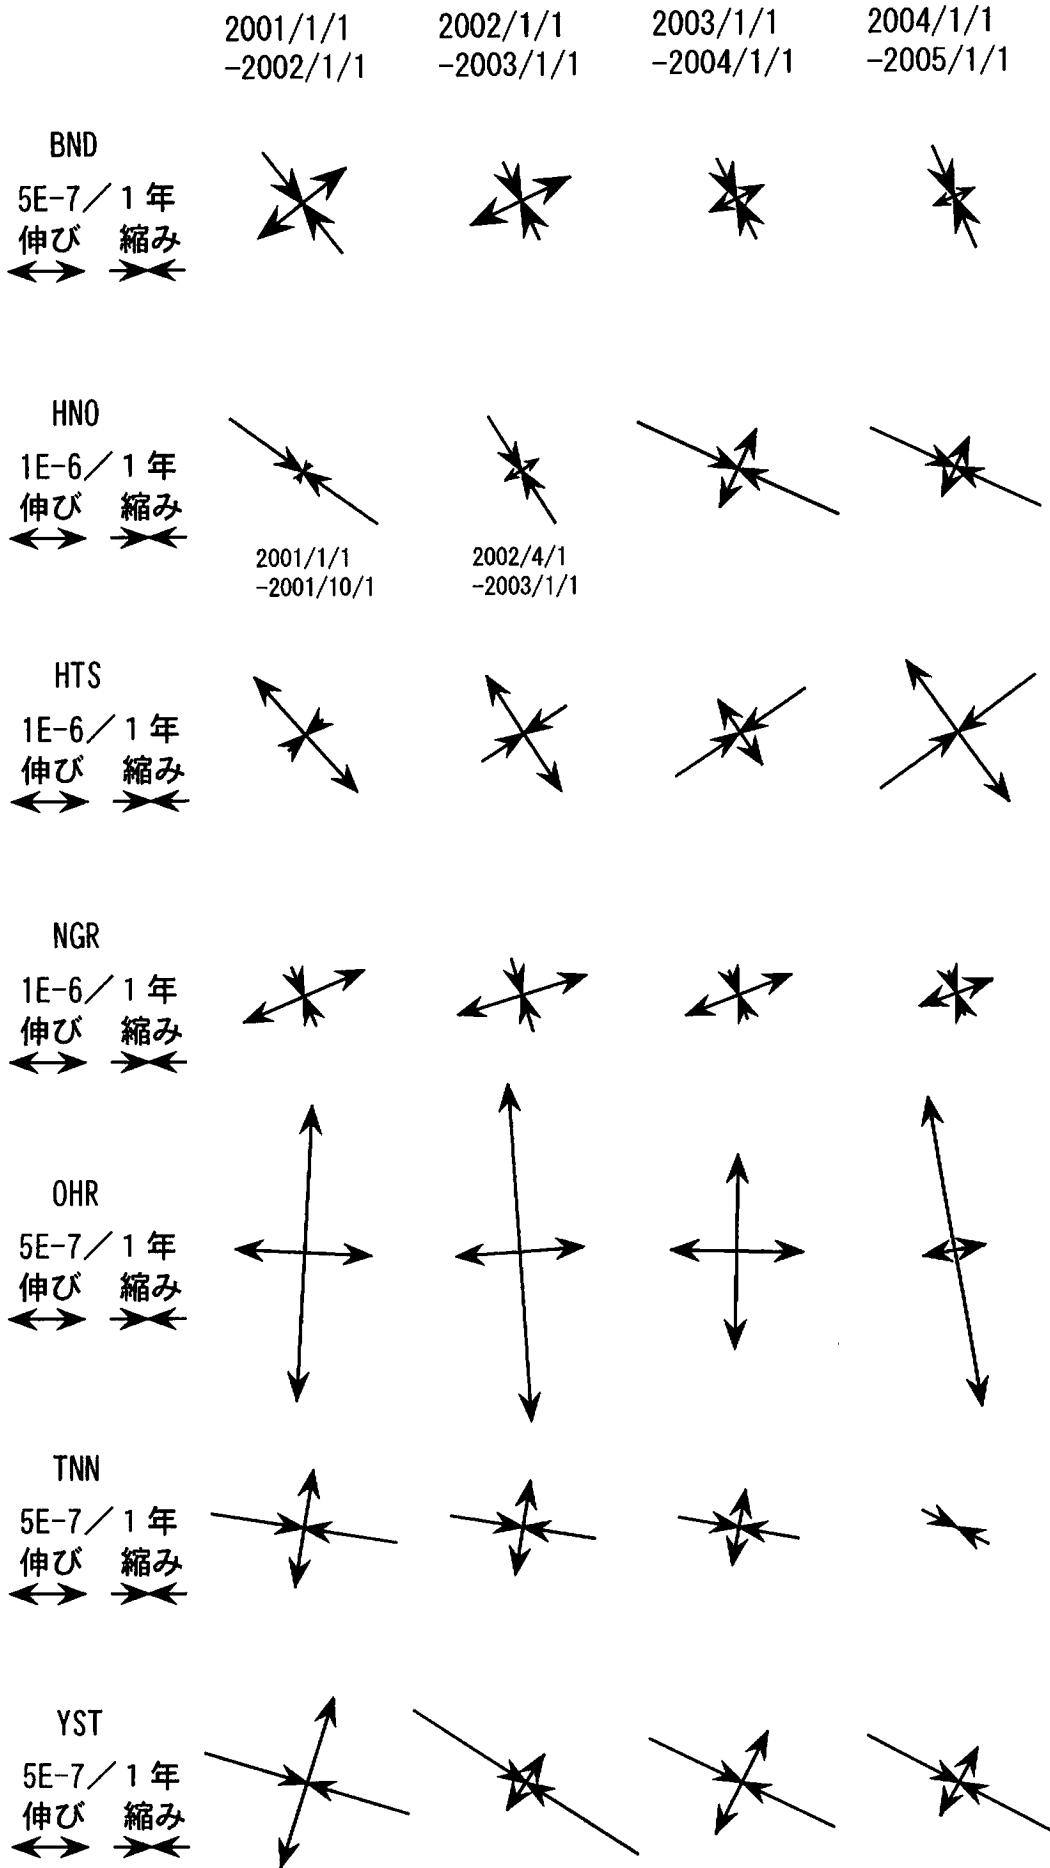 2001/1/1 2002/1/1 2003/1/1 2004/1/1
-2002/1/1 -2003/1/1 -2004/1/1 -2005/1/1
BND
5E-7／1年
伸び 縮み
HNO
1E-6／1年
伸び 縮み
2001/1/1 2002/4/1
-2001/10/1 -2003/1/1
HTS
1E-6／1年
伸び 縮み
NGR
1E-6／1年
伸び 縮み
OHR
5E-7／1年
伸び 縮み
TNN
5E-7／1年
伸び 縮み
YST
5E-7／1年
伸び 縮み